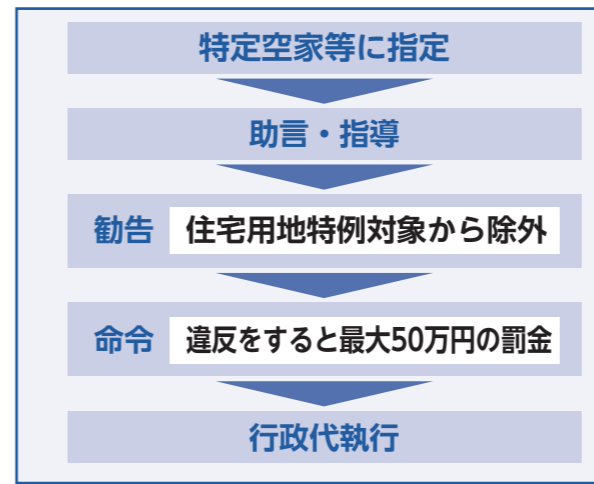 特定空家等に指定
助言・指導
勧告 住宅用地特例対象から除外
命令 違反をすると最大50万円の罰金
行政代執行